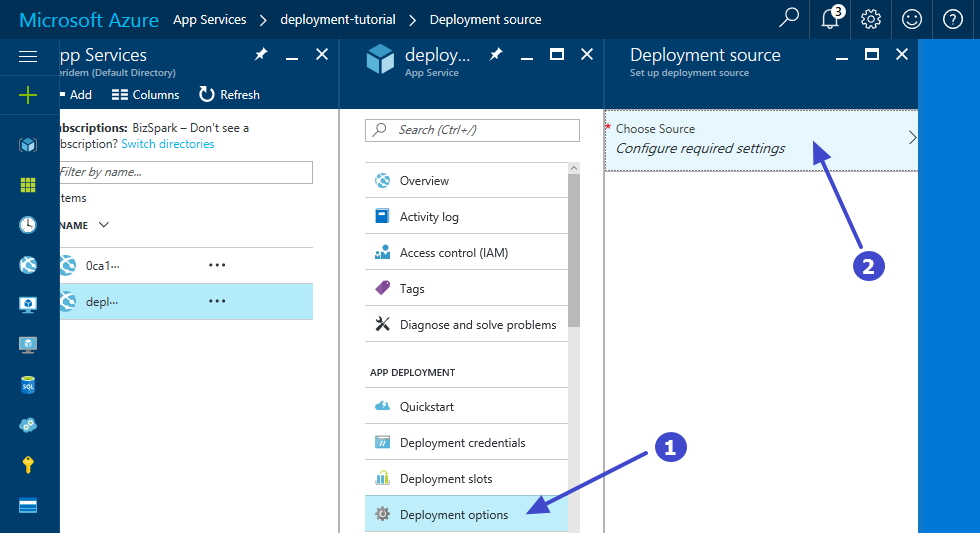 Microsoft Azure App Services > deployment-tutorial > Deployment source
3
pp Services
eridem (Default Directory)
Add Columns Refresh
ubscriptions: BizSpark – Don't see a
ubscription? Switch directories
Filter by name...
tems
NAME
0ca1···
depl···
deploy...
App Service
Search (Ctrl+/)
Overview
Activity log
Access control (IAM)
Tags
Diagnose and solve problems
APP DEPLOYMENT
Quickstart
Deployment credentials
Deployment slots
Deployment options
1
Deployment source
Set up deployment source
* Choose Source
Configure required settings
2
SQL